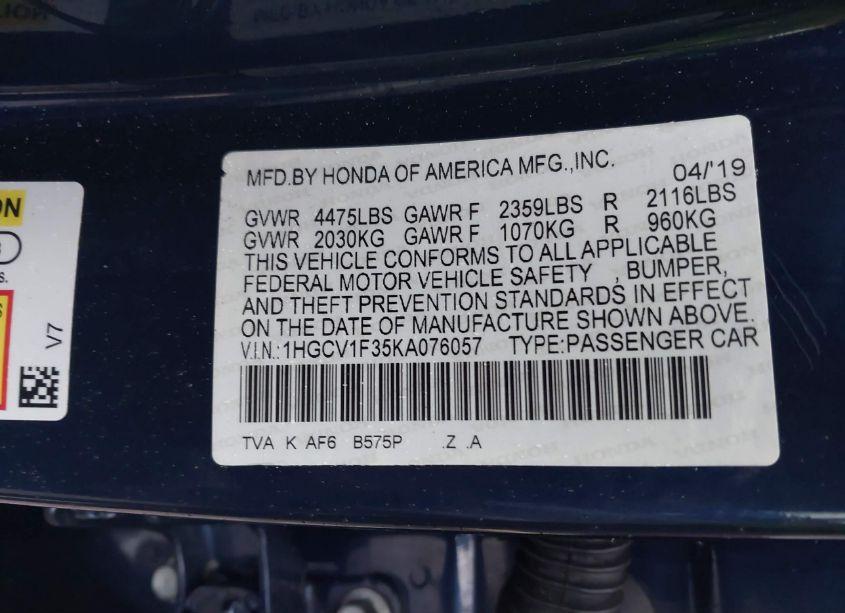 MFD.BY HONDA OF AMERICA MFG.,INC. 04/'19
GVWR 4475LBS GAWR F 2359LBS R 2116LBS
GVWR 2030KG GAWR F 1070KG R 960KG
THIS VEHICLE CONFORMS TO ALL APPLICABLE
FEDERAL MOTOR VEHICLE SAFETY , BUMPER,
AND THEFT PREVENTION STANDARDS IN EFFECT
ON THE DATE OF MANUFACTURE SHOWN ABOVE.
V.I.N.:1HGCV1F35KA076057 TYPE:PASSENGER CAR
TVA K AF6 B575P .Z .A
V7